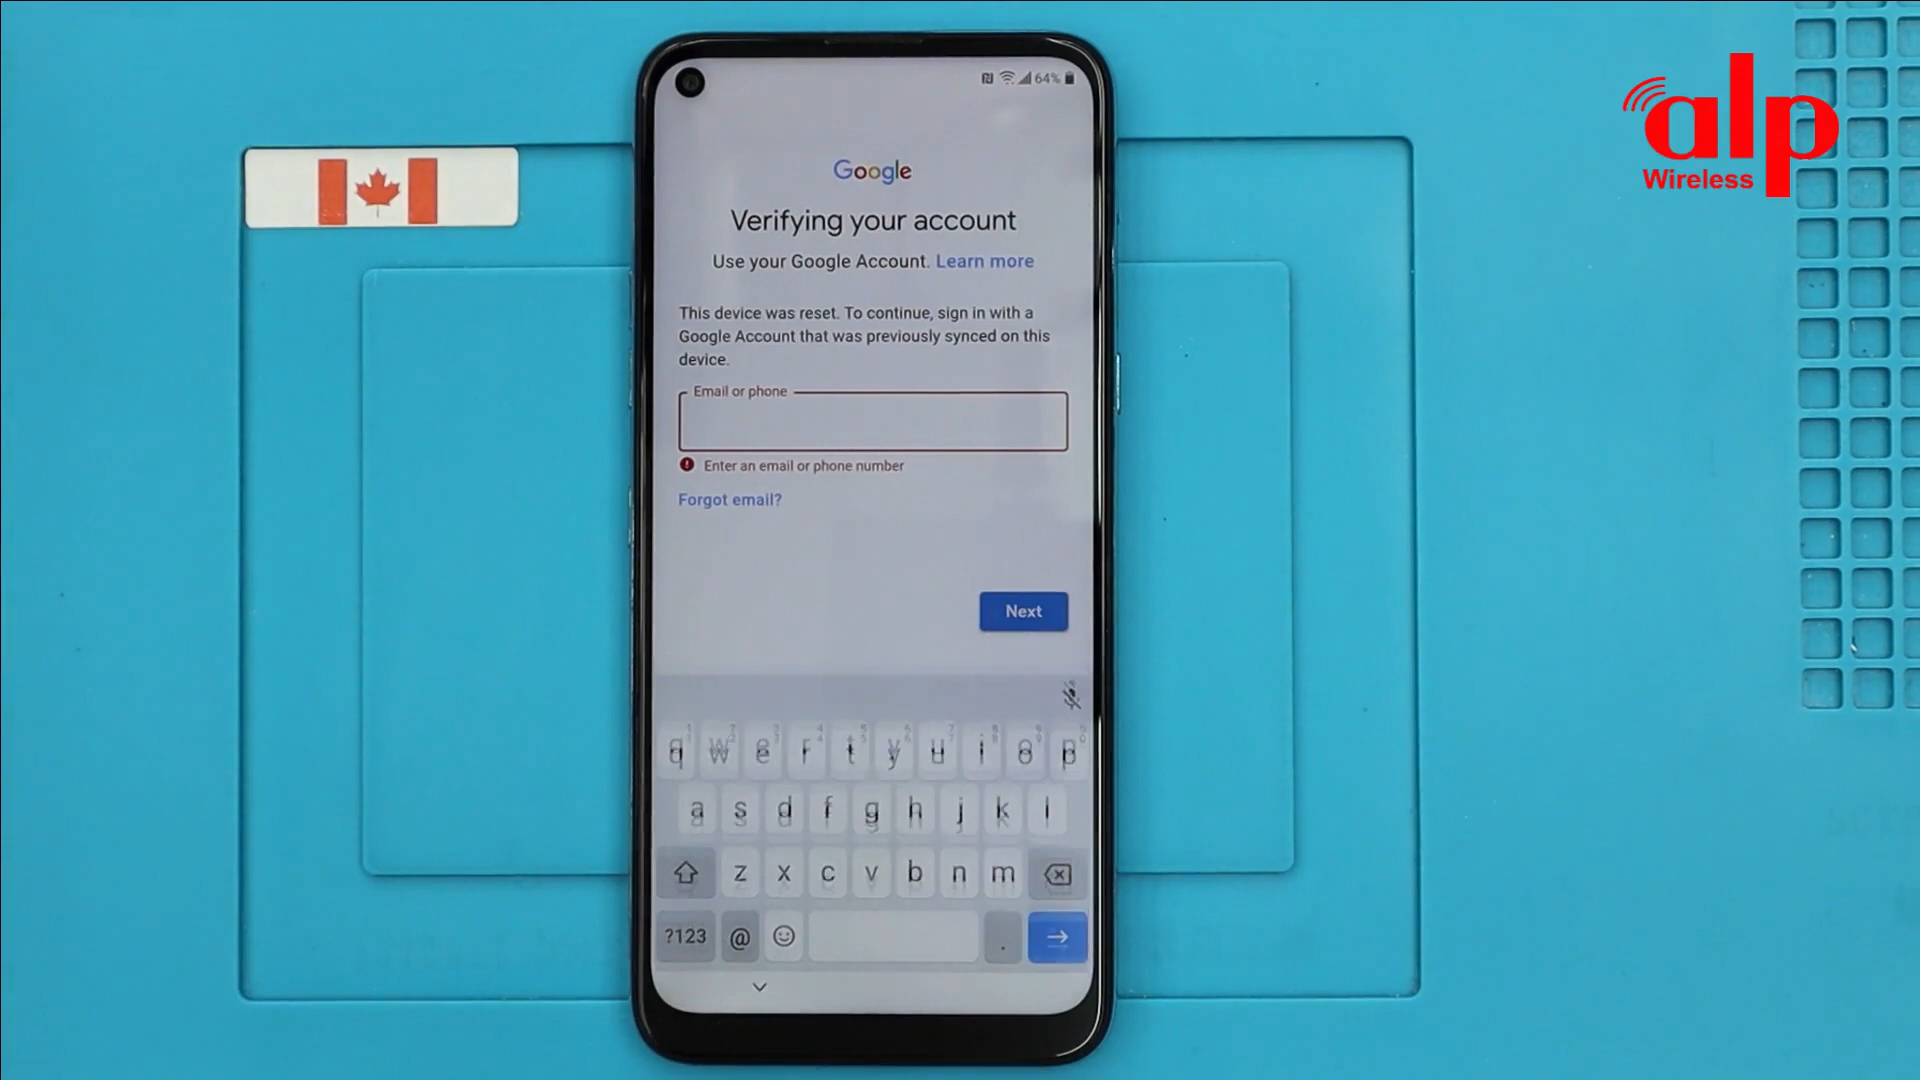 alp
Wireless
64%
Google
Verifying your account
Use your Google Account. Learn more
This device was reset. To continue, sign in with a
Google Account that was previously synced on this
device.
Email or phone
Enter an email or phone number
Forgot email?
Next
q w e r t y u i o p
a s d f g h j k l
z x c v b n m
?123 @ .